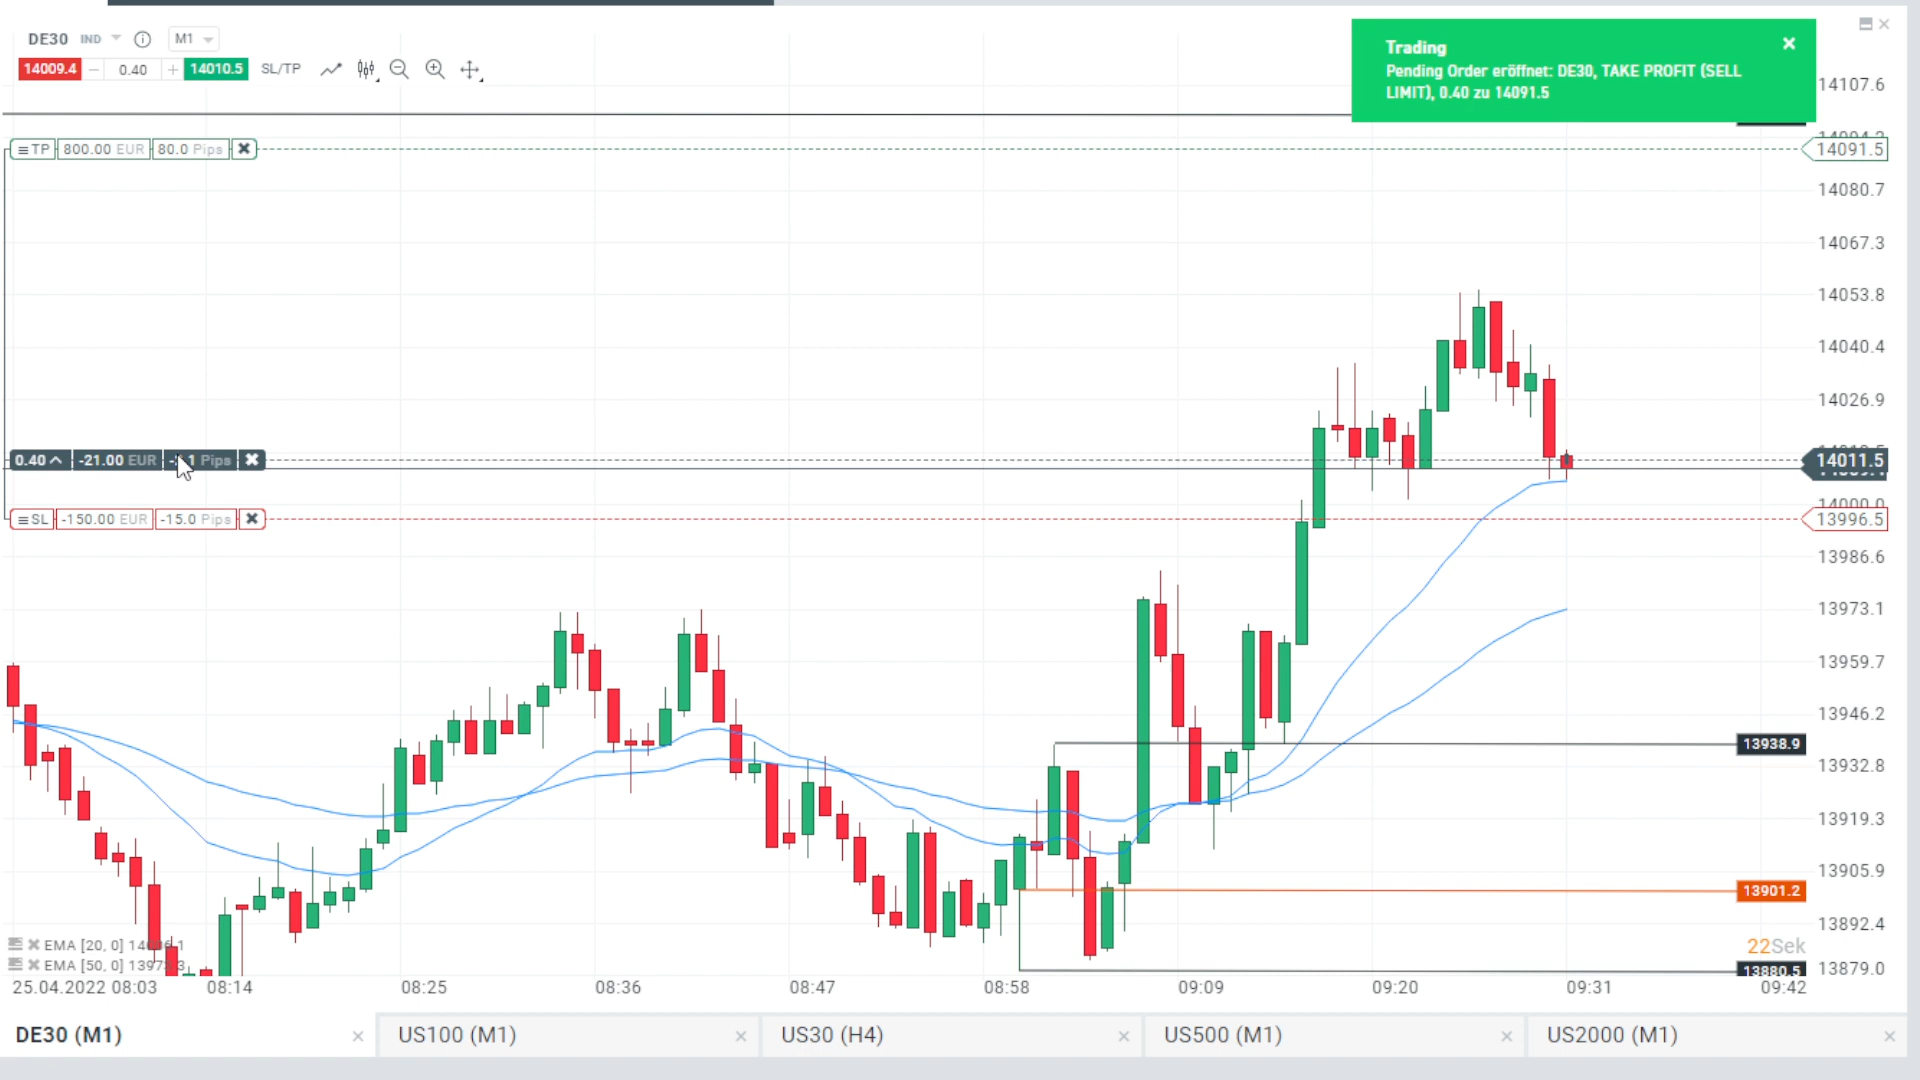 DE30 IND M1
14009.4 0.40 14010.5 SL/TP
Trading
Pending Order eröffnet: DE30, TAKE PROFIT (SELL
LIMIT), 0.40 zu 14091.5
14107.6
TP 800.00 EUR 80.0 Pips
14091.5
14080.7
14067.3
14053.8
14040.4
14026.9
0.40 -21.00 EUR Pips
14011.5
14000.0
SL -150.00 EUR -15.0 Pips
13996.5
13986.6
13973.1
13959.7
13946.2
13938.9
13932.8
13919.3
13905.9
13901.2
13892.4
EMA [20, 0]
22Sek
EMA [50, 0]
13880.5
13879.0
25.04.2022 08:03 08:14 08:25 08:36 08:47 08:58 09:09 09:20 09:31 09:42
DE30 (M1) US100 (M1) US30 (H4) US500 (M1) US2000 (M1)